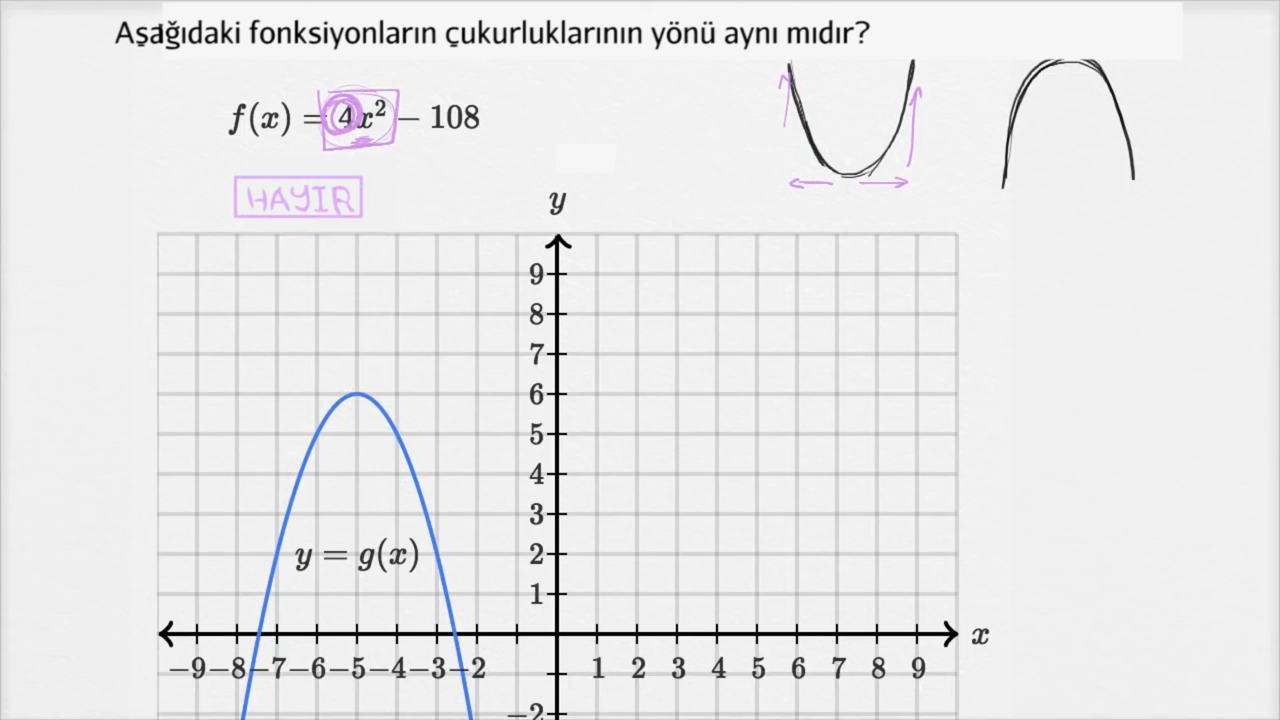 Aşağıdaki fonksiyonların çukurluklarının yönü aynı mıdır?
f(x) = 4x² − 108
HAYIR
y
9
8
7
6
5
4
3
y = g(x)
2
1
x
−9 −8 −7 −6 −5 −4 −3 −2 1 2 3 4 5 6 7 8 9
−2